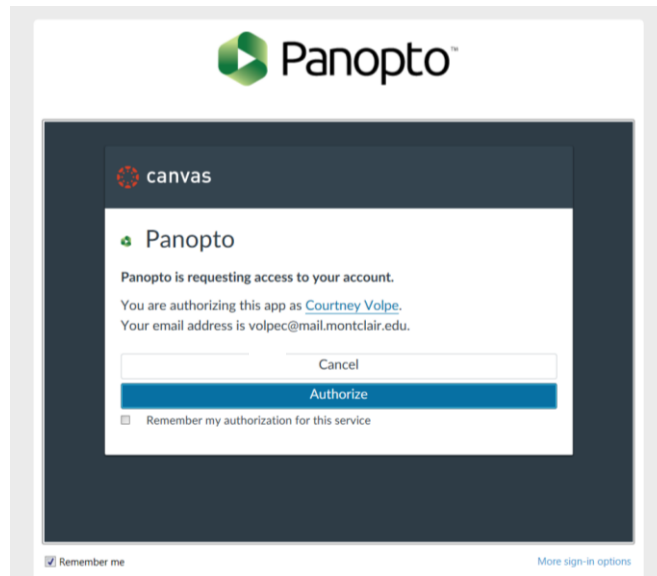 Panopto™
canvas
Panopto
Panopto is requesting access to your account.
You are authorizing this app as Courtney Volpe.
Your email address is volpec@mail.montclair.edu.
Cancel
Authorize
Remember my authorization for this service
Remember me
More sign-in options